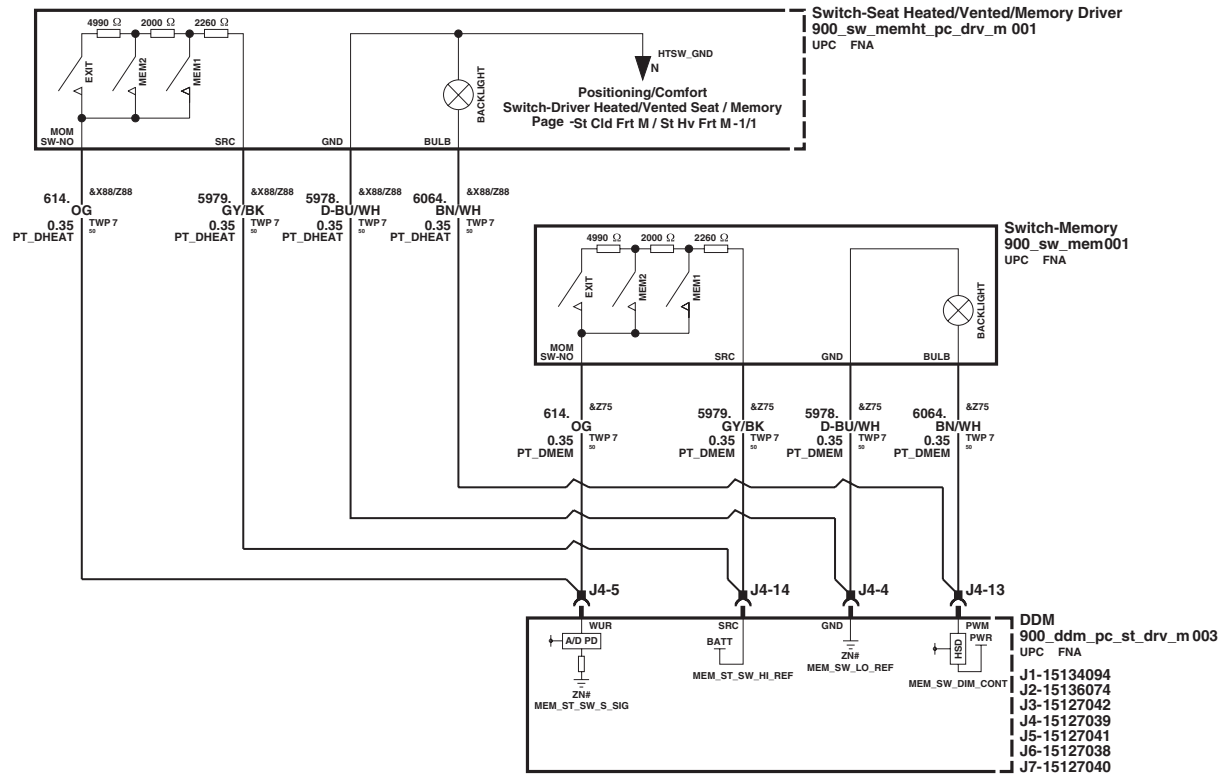 4990 Ω 2000 Ω 2260 Ω
EXIT
MEM2
MEM1
BACKLIGHT
HTSW_GND
N
Positioning/Comfort
Switch-Driver Heated/Vented Seat / Memory
Page -St Cld Frt M / St Hv Frt M-1/1
MOM
SW-NO
SRC
GND
BULB
Switch-Seat Heated/Vented/Memory Driver
900_sw_memht_pc_drv_m 001
UPC FNA
614.
OG
0.35
PT_DHEAT
&X88/Z88
TWP 7
50
5979.
GY/BK
0.35
PT_DHEAT
&X88/Z88
TWP 7
50
5978.
D-BU/WH
0.35
PT_DHEAT
&X88/Z88
TWP 7
50
6064.
BN/WH
0.35
PT_DHEAT
&X88/Z88
TWP 7
50
4990 Ω 2000 Ω 2260 Ω
EXIT
MEM2
MEM1
BACKLIGHT
MOM
SW-NO
SRC
GND
BULB
Switch-Memory
900_sw_mem001
UPC FNA
614.
OG
0.35
PT_DMEM
&Z75
TWP 7
50
5979.
GY/BK
0.35
PT_DMEM
&Z75
TWP 7
50
5978.
D-BU/WH
0.35
PT_DMEM
&Z75
TWP 7
50
6064.
BN/WH
0.35
PT_DMEM
&Z75
TWP 7
50
J4-5
J4-14
J4-4
J4-13
WUR
A/D PD
ZN#
MEM_ST_SW_S_SIG
SRC
BATT
MEM_ST_SW_HI_REF
GND
ZN#
MEM_SW_LO_REF
PWM
PWR
HSD
MEM_SW_DIM_CONT
DDM
900_ddm_pc_st_drv_m 003
UPC FNA
J1-15134094
J2-15136074
J3-15127042
J4-15127039
J5-15127041
J6-15127038
J7-15127040